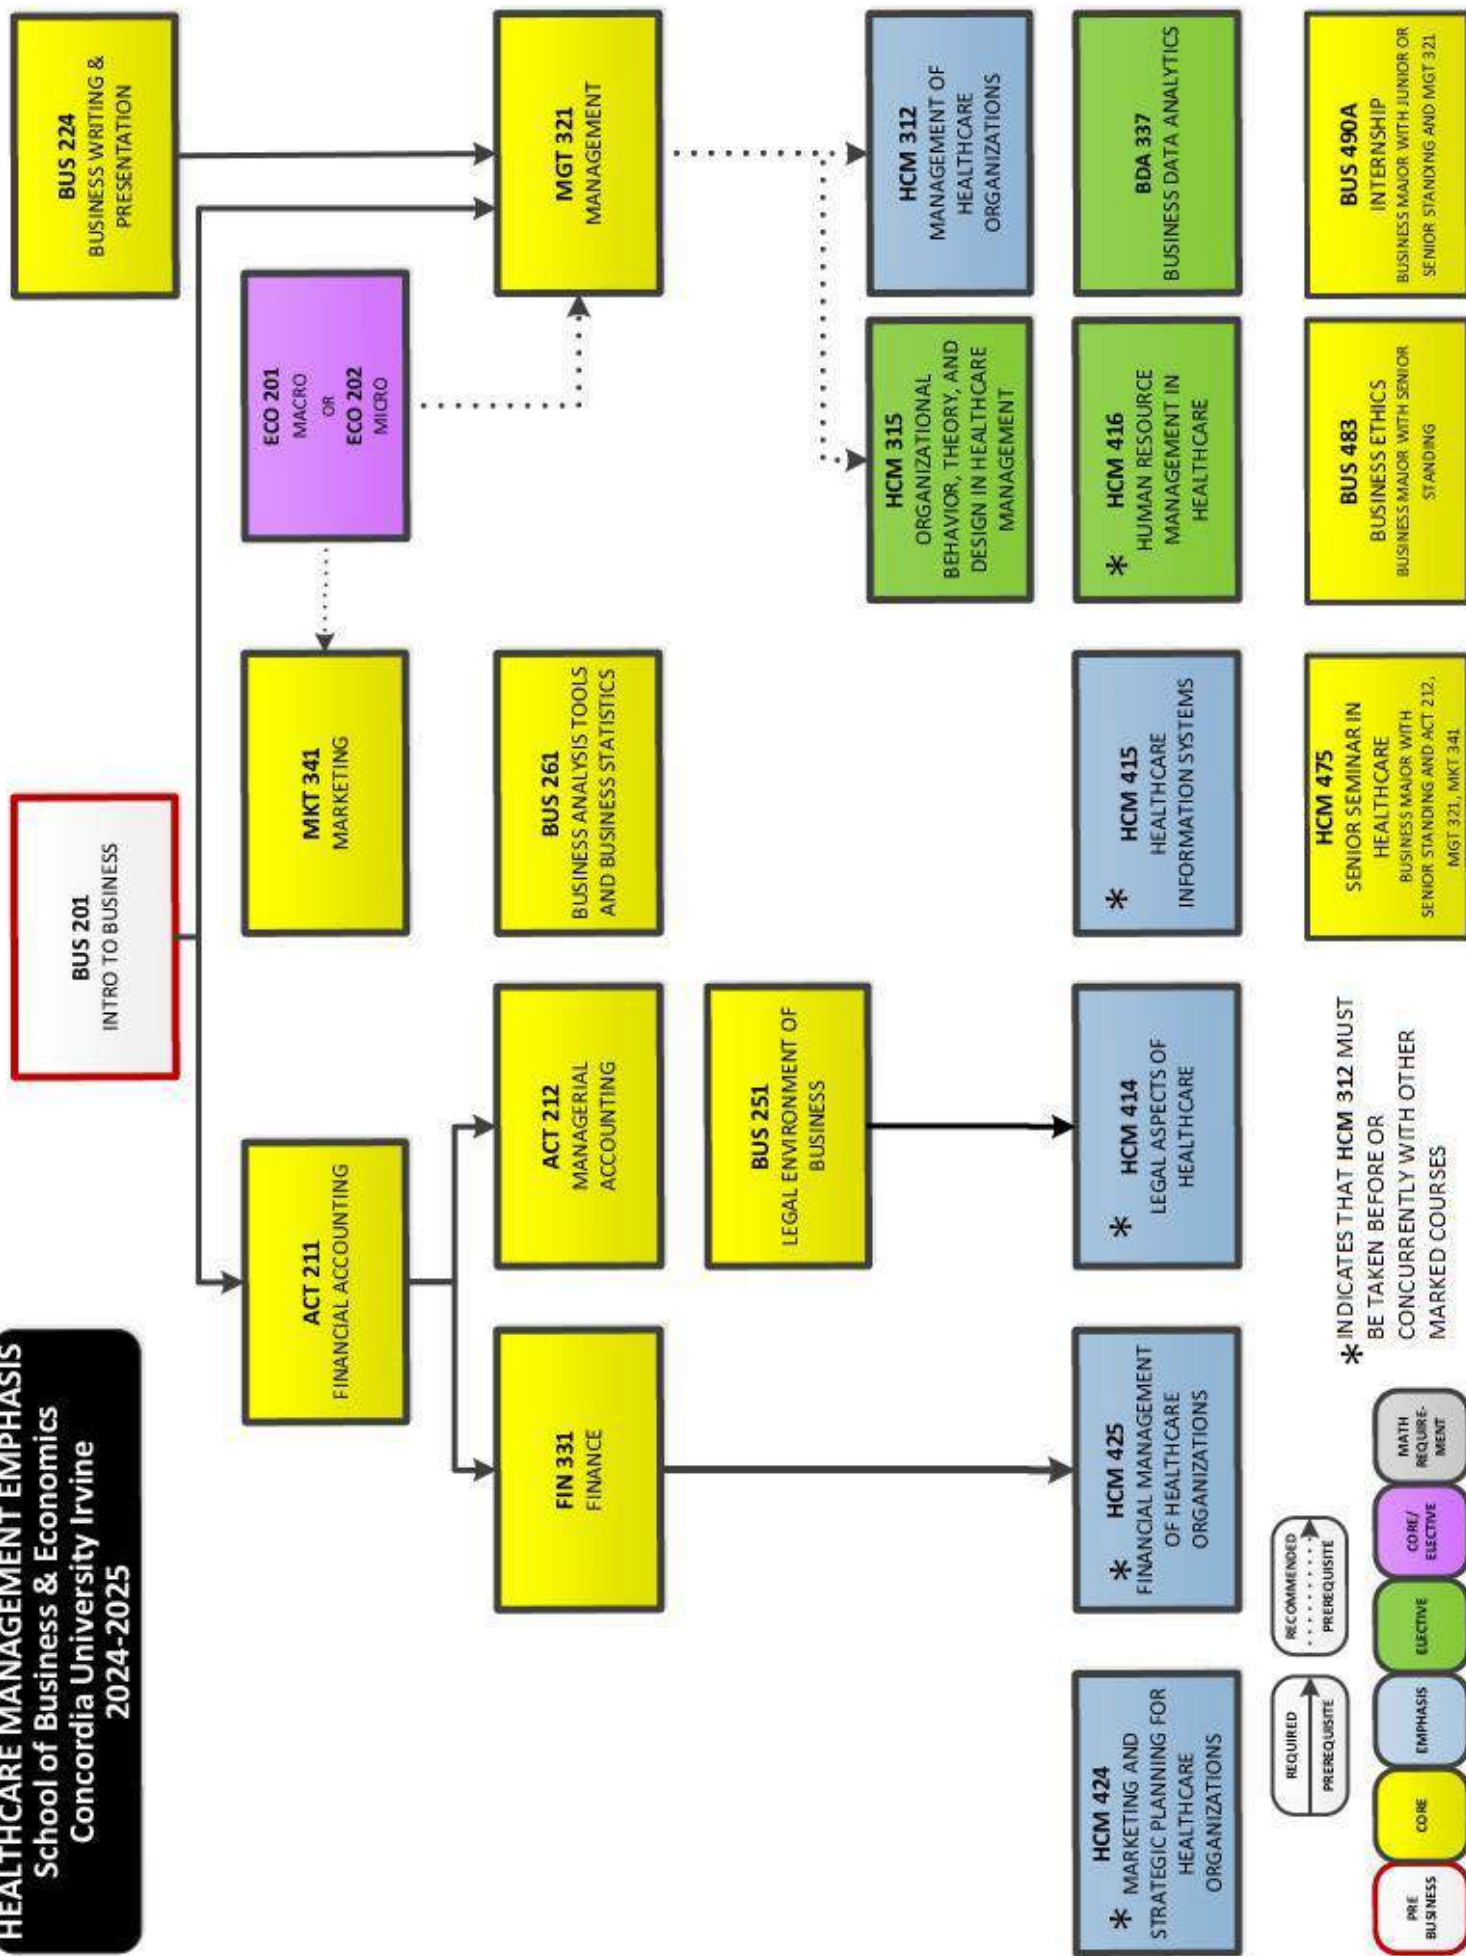 HEALTHCARE MANAGEMENT EMPHASIS
School of Business & Economics
Concordia University Irvine
2024-2025
BUS 201
INTRO TO BUSINESS
BUS 224
BUSINESS WRITING &
PRESENTATION
ACT 211
FINANCIAL ACCOUNTING
MKT 341
MARKETING
ECO 201
MACRO
OR
ECO 202
MICRO
FIN 331
FINANCE
ACT 212
MANAGERIAL
ACCOUNTING
BUS 261
BUSINESS ANALYSIS TOOLS
AND BUSINESS STATISTICS
MGT 321
MANAGEMENT
BUS 251
LEGAL ENVIRONMENT OF
BUSINESS
HCM 315
ORGANIZATIONAL
BEHAVIOR, THEORY, AND
DESIGN IN HEALTHCARE
MANAGEMENT
HCM 312
MANAGEMENT OF
HEALTHCARE
ORGANIZATIONS
HCM 424
* MARKETING AND
STRATEGIC PLANNING FOR
HEALTHCARE
ORGANIZATIONS
* HCM 425
FINANCIAL MANAGEMENT
OF HEALTHCARE
ORGANIZATIONS
* HCM 414
LEGAL ASPECTS OF
HEALTHCARE
* HCM 415
HEALTHCARE
INFORMATION SYSTEMS
* HCM 416
HUMAN RESOURCE
MANAGEMENT IN
HEALTHCARE
BDA 337
BUSINESS DATA ANALYTICS
REQUIRED
PREREQUISITE
RECOMMENDED
PREREQUISITE
PRE
BUSINESS
CORE
EMPHASIS
ELECTIVE
CORE/
ELECTIVE
MATH
REQUIRE-
MENT
* INDICATES THAT HCM 312 MUST
BE TAKEN BEFORE OR
CONCURRENTLY WITH OTHER
MARKED COURSES
HCM 475
SENIOR SEMINAR IN
HEALTHCARE
BUSINESS MAJOR WITH
SENIOR STANDING AND ACT 212,
MGT 321, MKT 341
BUS 483
BUSINESS ETHICS
BUSINESS MAJOR WITH SENIOR
STANDING
BUS 490A
INTERNSHIP
BUSINESS MAJOR WITH JUNIOR OR
SENIOR STANDING AND MGT 321